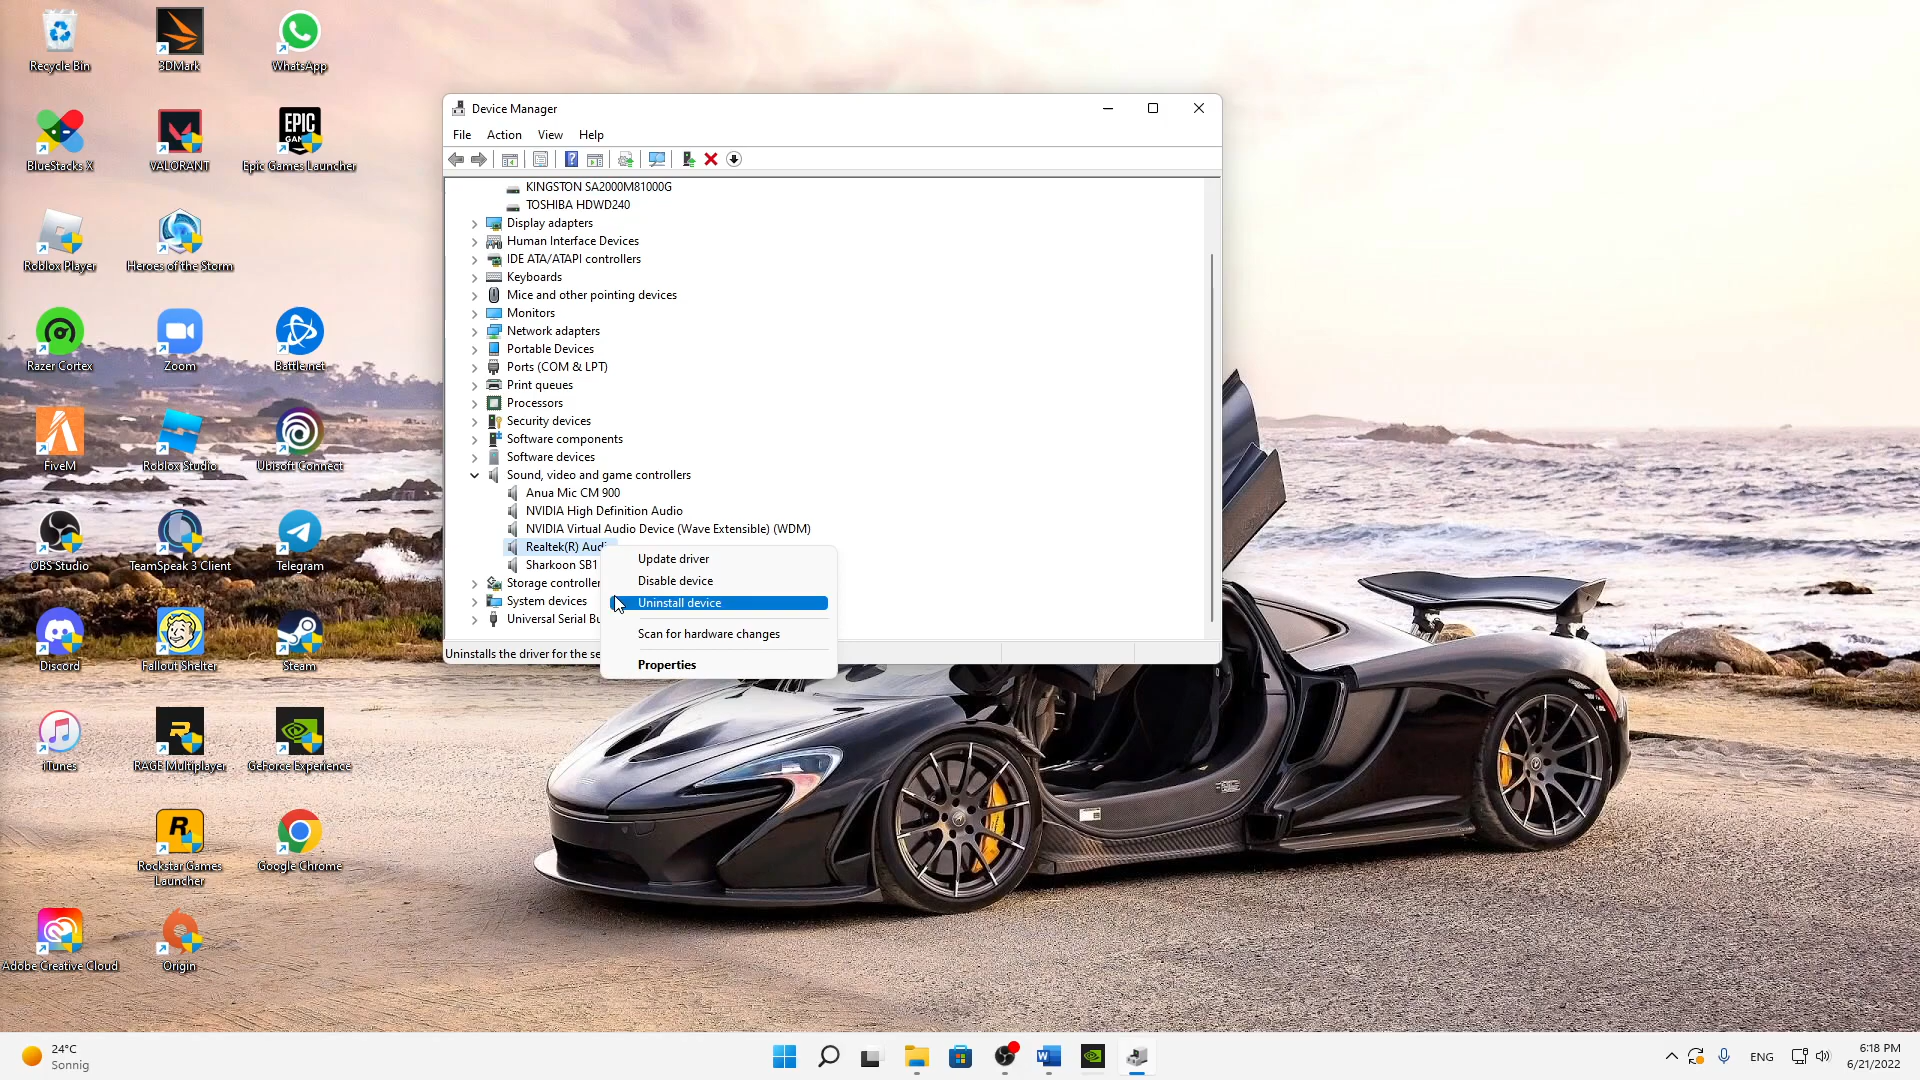 Recycle Bin
3DMark
WhatsApp
BlueStacks X
VALORANT
EPIC
GAMES
Epic Games Launcher
Roblox Player
Heroes of the Storm
Razer Cortex
Zoom
Battle.net
FiveM
Roblox Studio
Ubisoft Connect
OBS Studio
TeamSpeak 3 Client
Telegram
Discord
Fallout Shelter
Steam
iTunes
RAGE Multiplayer
GeForce Experience
Rockstar Games
Launcher
Google Chrome
Adobe Creative Cloud
Origin
Device Manager
File
Action
View
Help
KINGSTON SA2000M81000G
TOSHIBA HDWD240
Display adapters
Human Interface Devices
IDE ATA/ATAPI controllers
Keyboards
Mice and other pointing devices
Monitors
Network adapters
Portable Devices
Ports (COM & LPT)
Print queues
Processors
Security devices
Software components
Software devices
Sound, video and game controllers
Anua Mic CM 900
NVIDIA High Definition Audio
NVIDIA Virtual Audio Device (Wave Extensible) (WDM)
Realtek(R) Audi
Sharkoon SB1
Storage controller
System devices
Universal Serial Bu
Uninstalls the driver for the se
Update driver
Disable device
Uninstall device
Scan for hardware changes
Properties
24°C
Sonnig
ENG
6:18 PM
6/21/2022